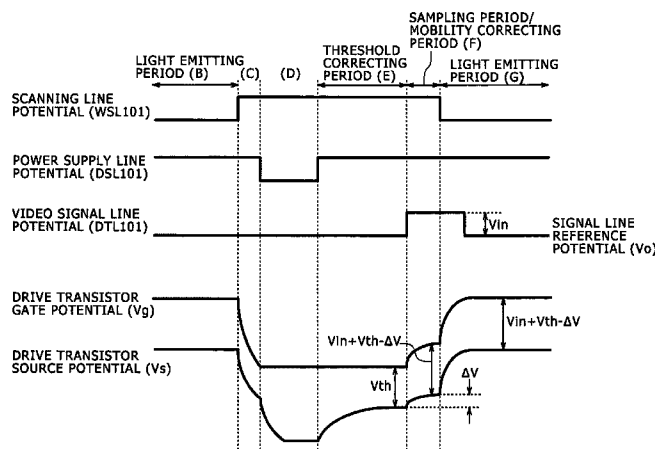 SAMPLING PERIOD/
MOBILITY CORRECTING
PERIOD (F)
THRESHOLD
CORRECTING
PERIOD (E)
LIGHT EMITTING
PERIOD (B)
(C)
(D)
LIGHT EMITTING
PERIOD (G)
SCANNING LINE
POTENTIAL (WSL101)
POWER SUPPLY LINE
POTENTIAL (DSL101)
VIDEO SIGNAL LINE
POTENTIAL (DTL101)
Vin
SIGNAL LINE
REFERENCE
POTENTIAL (Vo)
DRIVE TRANSISTOR
GATE POTENTIAL (Vg)
Vin+Vth-ΔV
Vin+Vth-ΔV
DRIVE TRANSISTOR
SOURCE POTENTIAL (Vs)
Vth
ΔV